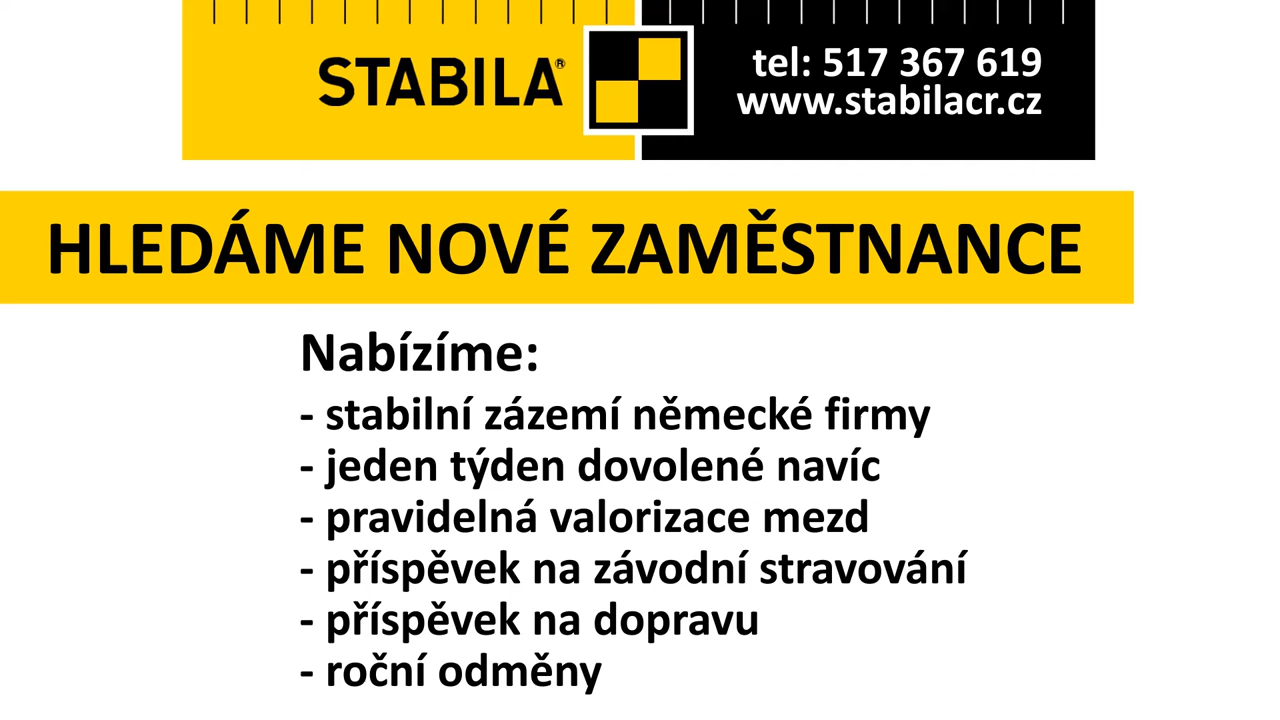 STABILA®
tel: 517 367 619
www.stabilacr.cz
HLEDÁME NOVÉ ZAMĚSTNANCE
Nabízíme:
- stabilní zázemí německé firmy
- jeden týden dovolené navíc
- pravidelná valorizace mezd
- příspěvek na závodní stravování
- příspěvek na dopravu
- roční odměny